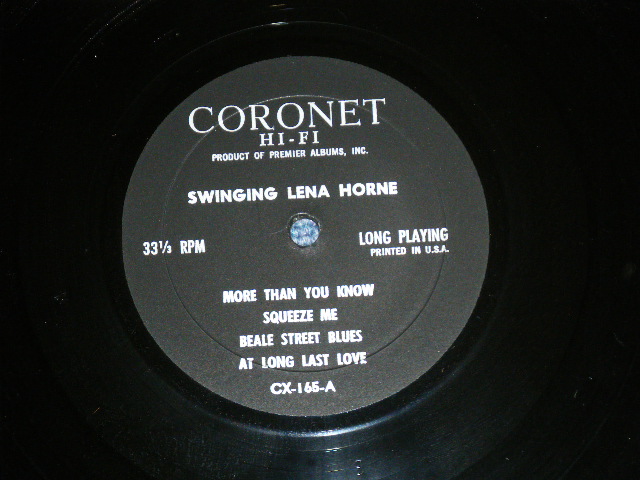 CORONET
HI-FI
PRODUCT OF PREMIER ALBUMS, INC.
SWINGING LENA HORNE
33⅓ RPM
LONG PLAYING
PRINTED IN U.S.A.
MORE THAN YOU KNOW
SQUEEZE ME
BEALE STREET BLUES
AT LONG LAST LOVE
CX-165-A